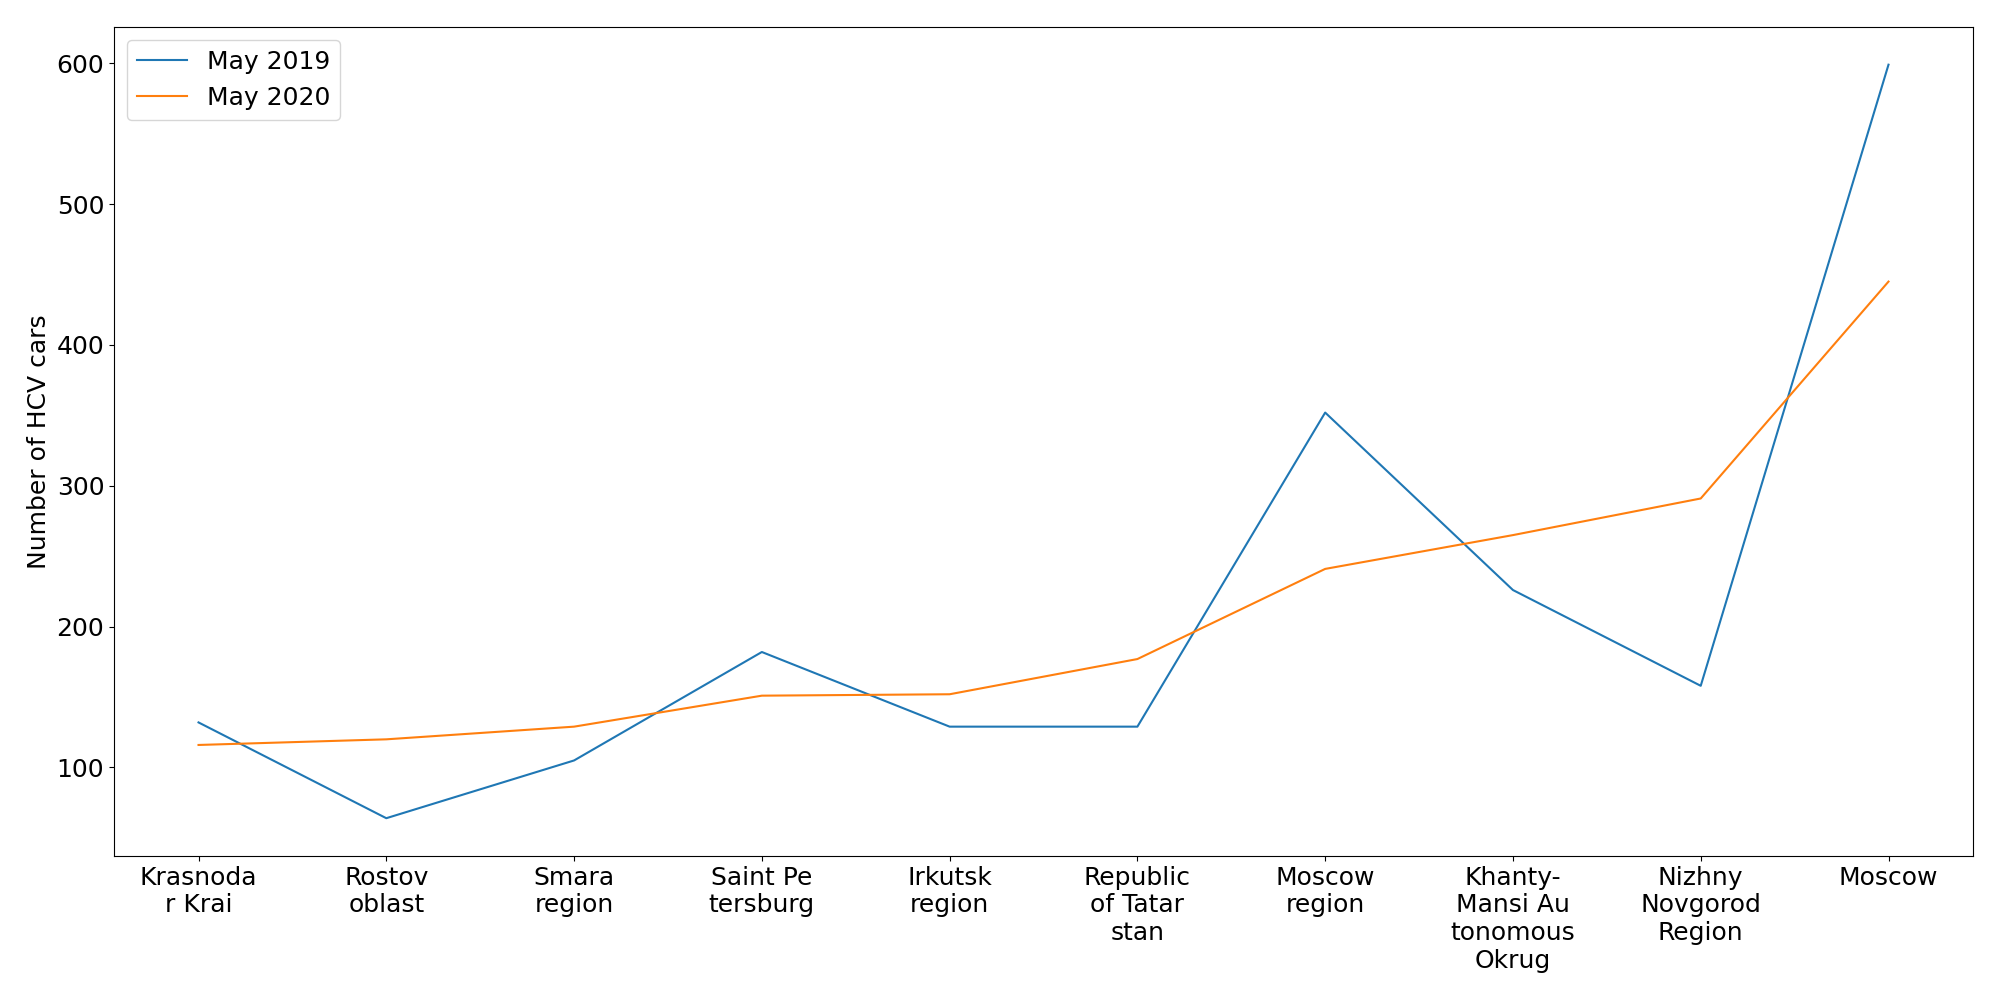 May 2019
May 2020
Number of HCV cars
600
500
400
300
200
100
Krasnoda
r Krai
Rostov
oblast
Smara
region
Saint Pe
tersburg
Irkutsk
region
Republic
of Tatar
stan
Moscow
region
Khanty-
Mansi Au
tonomous
Okrug
Nizhny
Novgorod
Region
Moscow